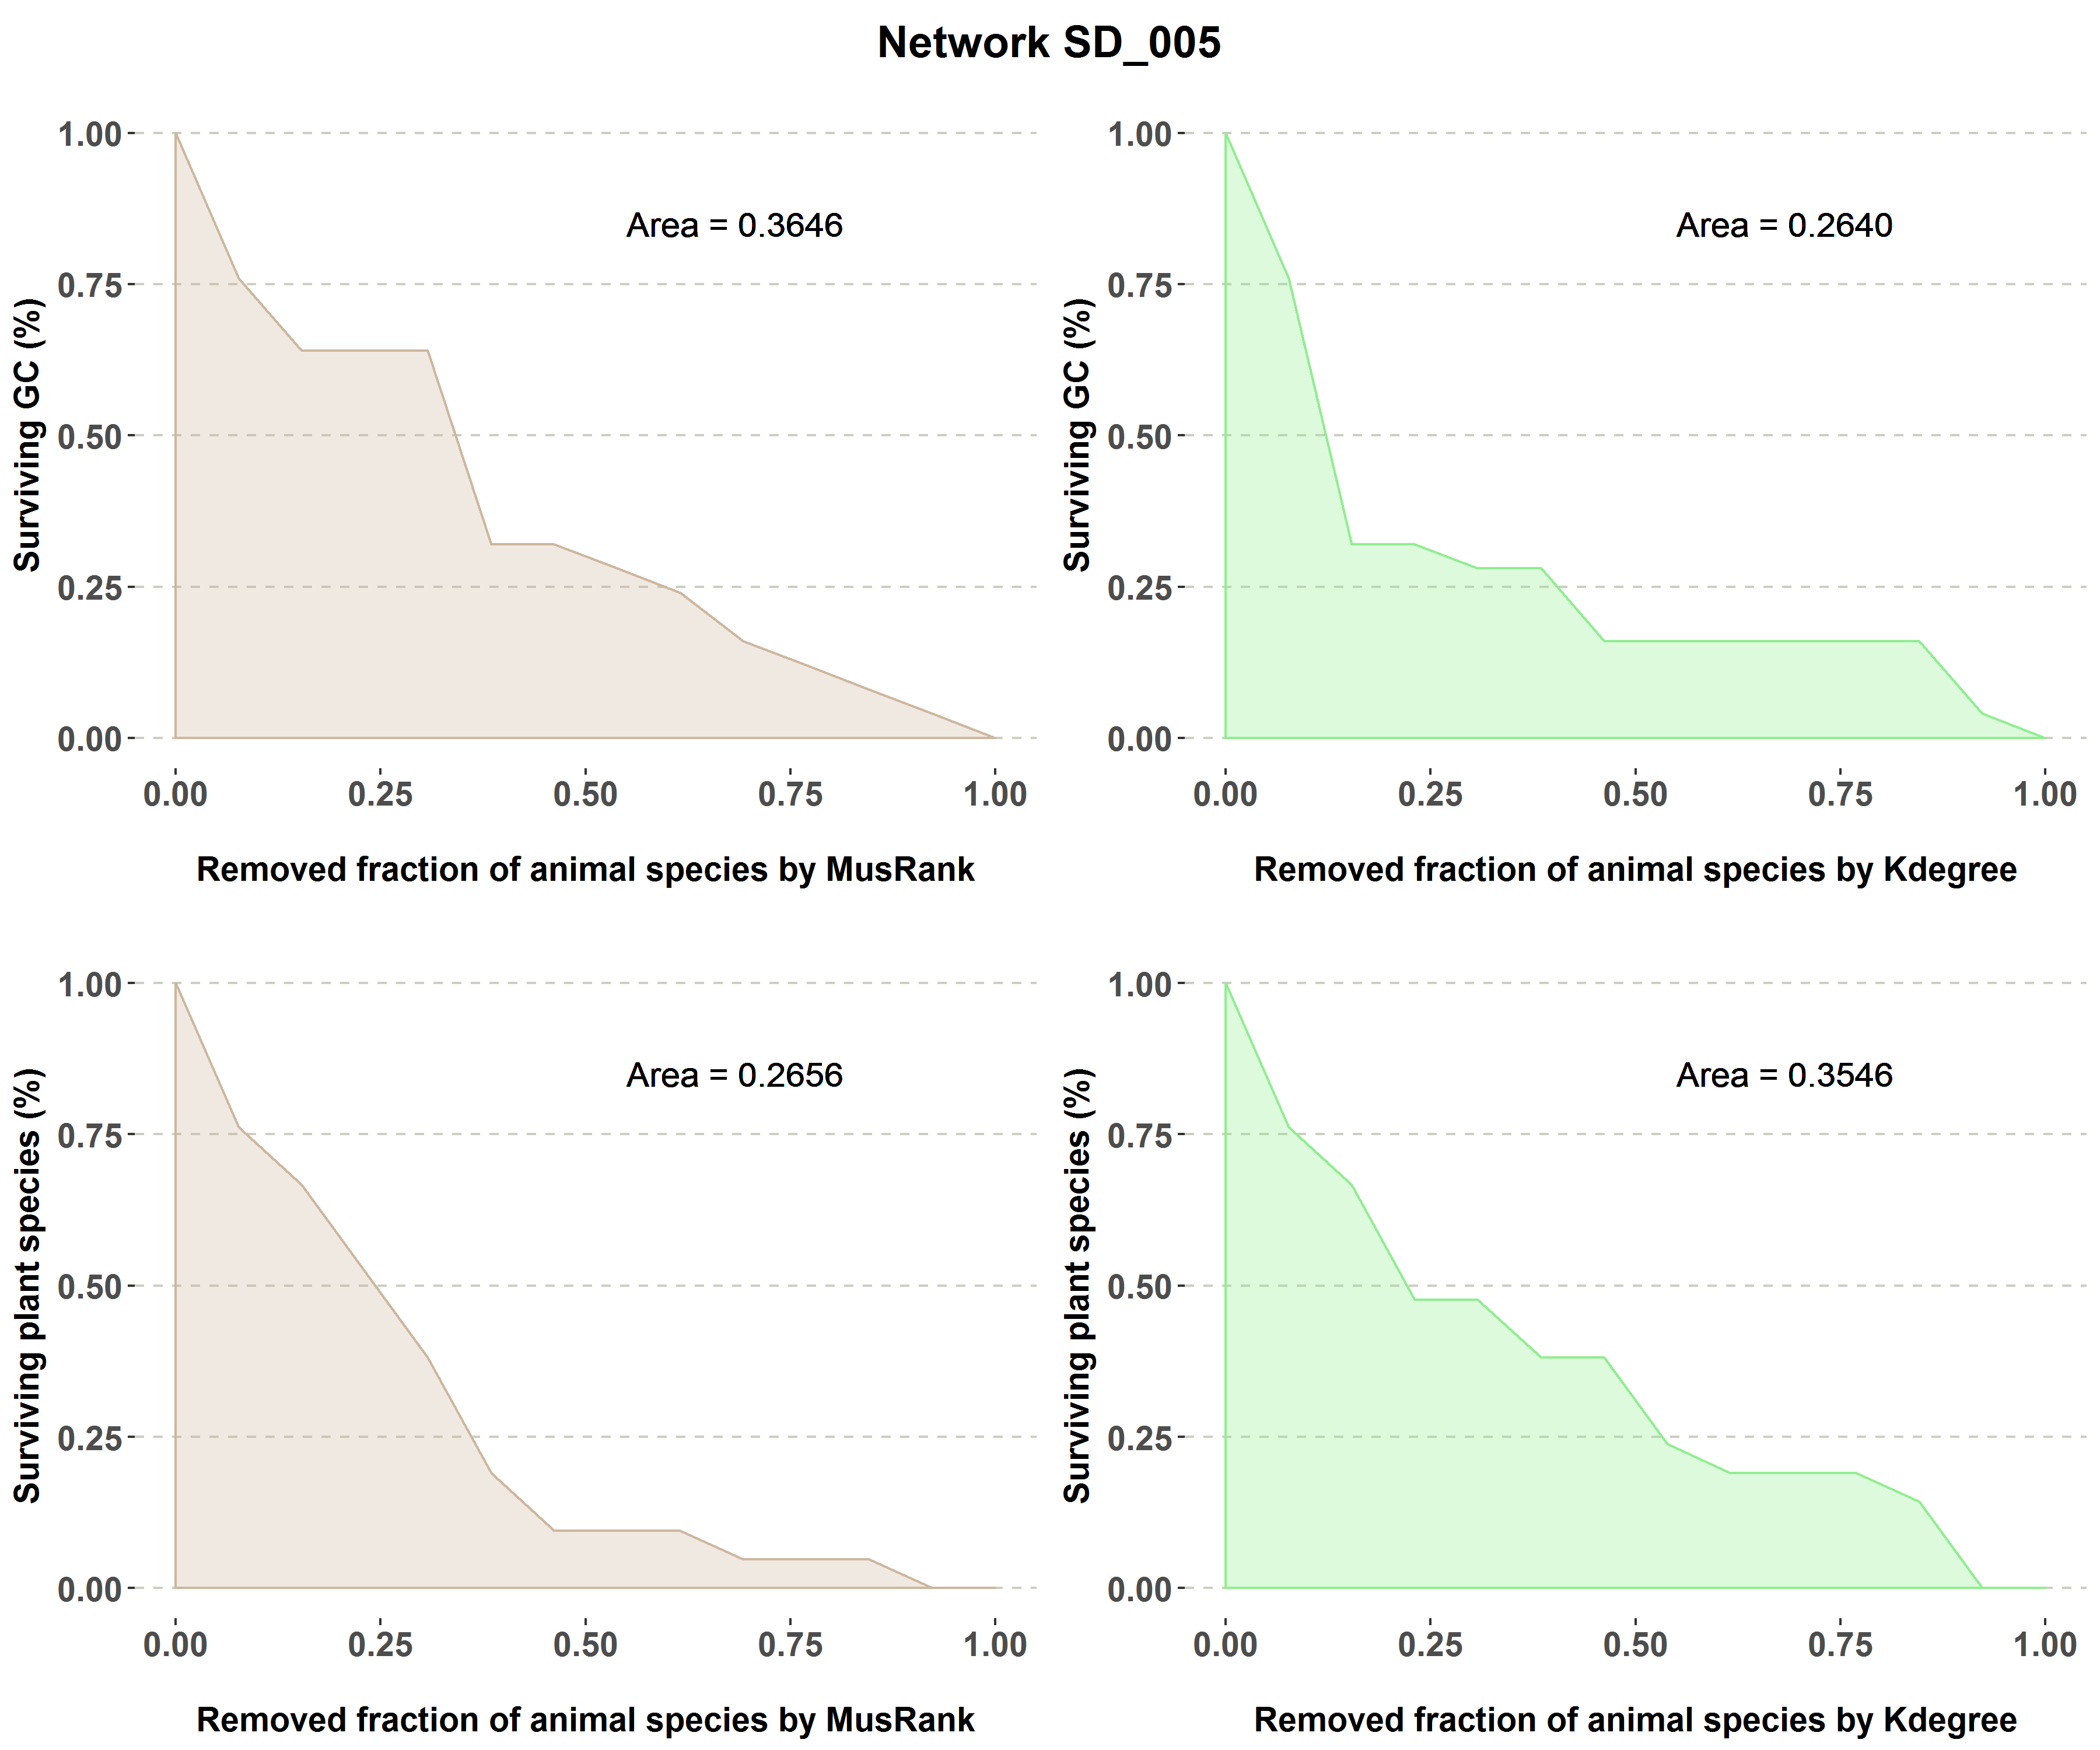 Network SD_005
Surviving GC (%)
1.00
0.75
0.50
0.25
0.00
Area = 0.3646
0.00 0.25 0.50 0.75 1.00
Removed fraction of animal species by MusRank
Surviving GC (%)
1.00
0.75
0.50
0.25
0.00
Area = 0.2640
0.00 0.25 0.50 0.75 1.00
Removed fraction of animal species by Kdegree
Surviving plant species (%)
1.00
0.75
0.50
0.25
0.00
Area = 0.2656
0.00 0.25 0.50 0.75 1.00
Removed fraction of animal species by MusRank
Surviving plant species (%)
1.00
0.75
0.50
0.25
0.00
Area = 0.3546
0.00 0.25 0.50 0.75 1.00
Removed fraction of animal species by Kdegree